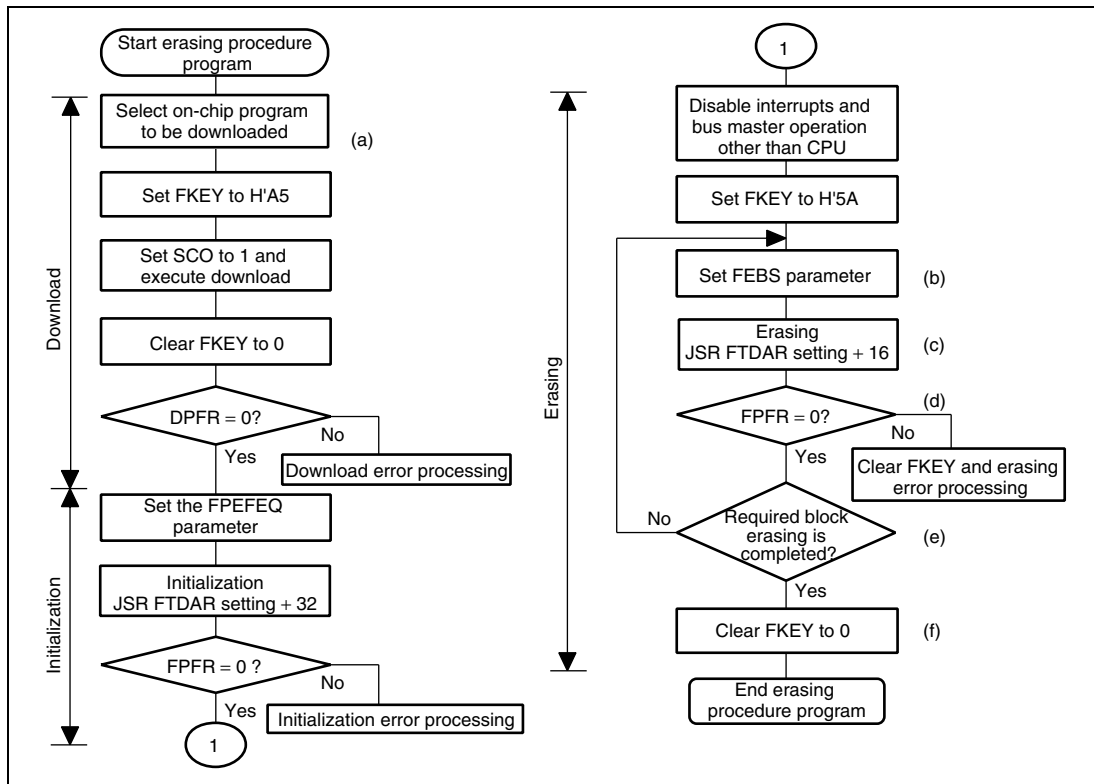 Start erasing procedure
program
Select on-chip program
to be downloaded
(a)
Set FKEY to H'A5
Set SCO to 1 and
execute download
Clear FKEY to 0
DPFR = 0?
No
Yes
Download error processing
Download
Set the FPEFEQ
parameter
Initialization
JSR FTDAR setting + 32
FPFR = 0 ?
No
Yes
Initialization error processing
Initialization
1
1
Disable interrupts and
bus master operation
other than CPU
Set FKEY to H'5A
Set FEBS parameter
(b)
Erasing
JSR FTDAR setting + 16
(c)
(d)
FPFR = 0?
No
Yes
Clear FKEY and erasing
error processing
Required block
erasing is
completed?
No
(e)
Yes
Clear FKEY to 0
(f)
Erasing
End erasing
procedure program